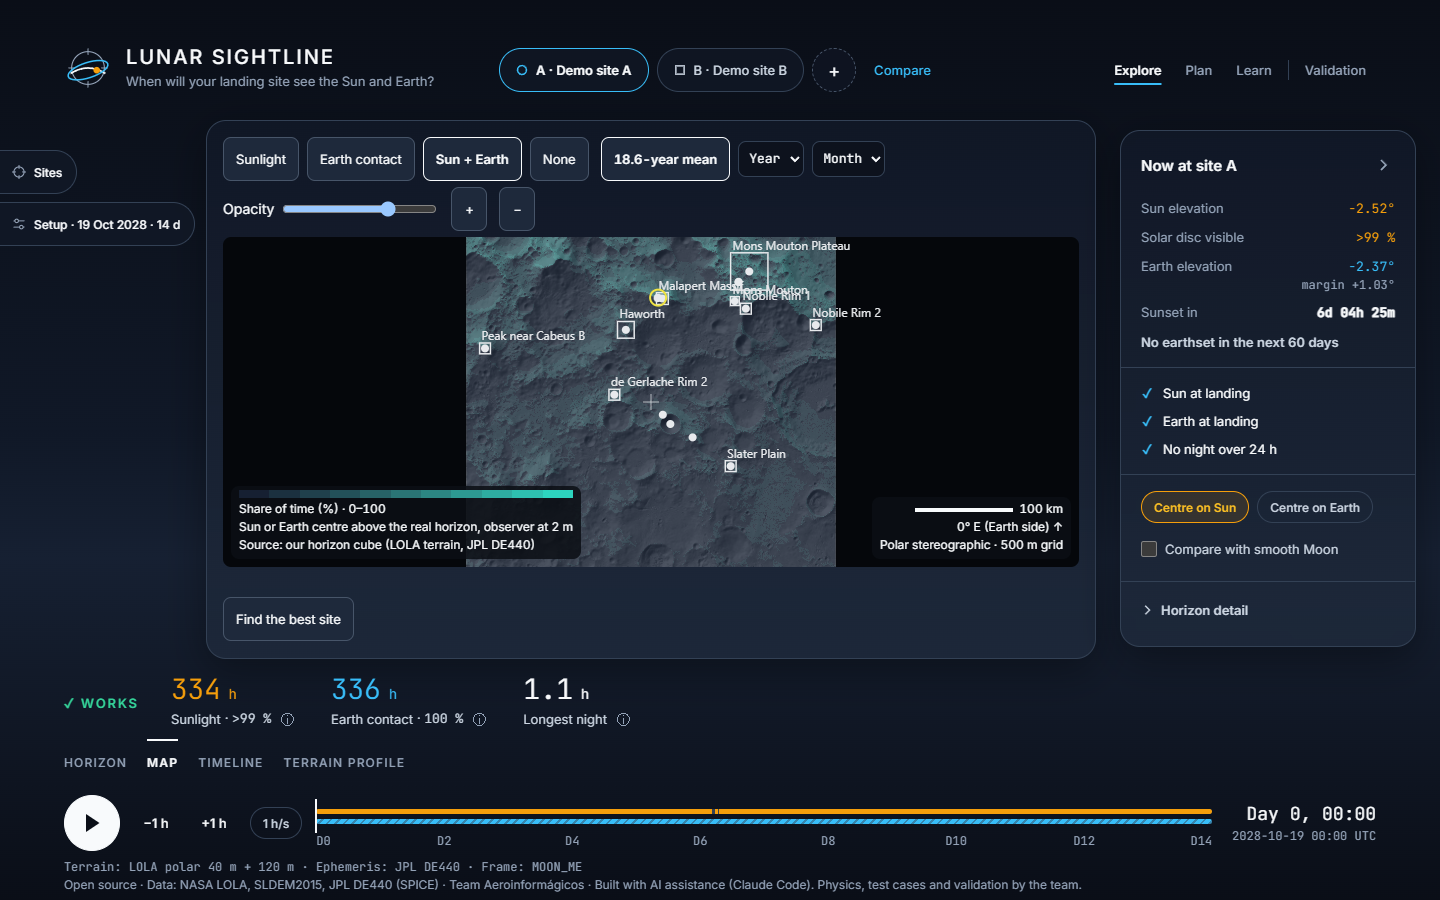 LUNAR SIGHTLINE
When will your landing site see the Sun and Earth?
A · Demo site A
B · Demo site B
+
Compare
Explore
Plan
Learn
Validation
Sites
Setup · 19 Oct 2028 · 14 d
Sunlight
Earth contact
Sun + Earth
None
18.6-year mean
Year
Month
Opacity
+
−
Mons Mouton Plateau
Malapert Massif
Mons Mouton
Nobile Rim 1
Haworth
Nobile Rim 2
Peak near Cabeus B
de Gerlache Rim 2
Slater Plain
Share of time (%) · 0–100
Sun or Earth centre above the real horizon, observer at 2 m
Source: our horizon cube (LOLA terrain, JPL DE440)
100 km
0° E (Earth side) ↑
Polar stereographic · 500 m grid
Find the best site
Now at site A
Sun elevation
-2.52°
Solar disc visible
>99 %
Earth elevation
-2.37°
margin +1.03°
Sunset in
6d 04h 25m
No earthset in the next 60 days
✓ Sun at landing
✓ Earth at landing
✓ No night over 24 h
Centre on Sun
Centre on Earth
Compare with smooth Moon
Horizon detail
✓ WORKS
334 h
Sunlight · >99 %
336 h
Earth contact · 100 %
1.1 h
Longest night
HORIZON
MAP
TIMELINE
TERRAIN PROFILE
−1 h
+1 h
1 h/s
D0
D2
D4
D6
D8
D10
D12
D14
Day 0, 00:00
2028-10-19 00:00 UTC
Terrain: LOLA polar 40 m + 120 m · Ephemeris: JPL DE440 · Frame: MOON_ME
Open source · Data: NASA LOLA, SLDEM2015, JPL DE440 (SPICE) · Team Aeroinformágicos · Built with AI assistance (Claude Code). Physics, test cases and validation by the team.